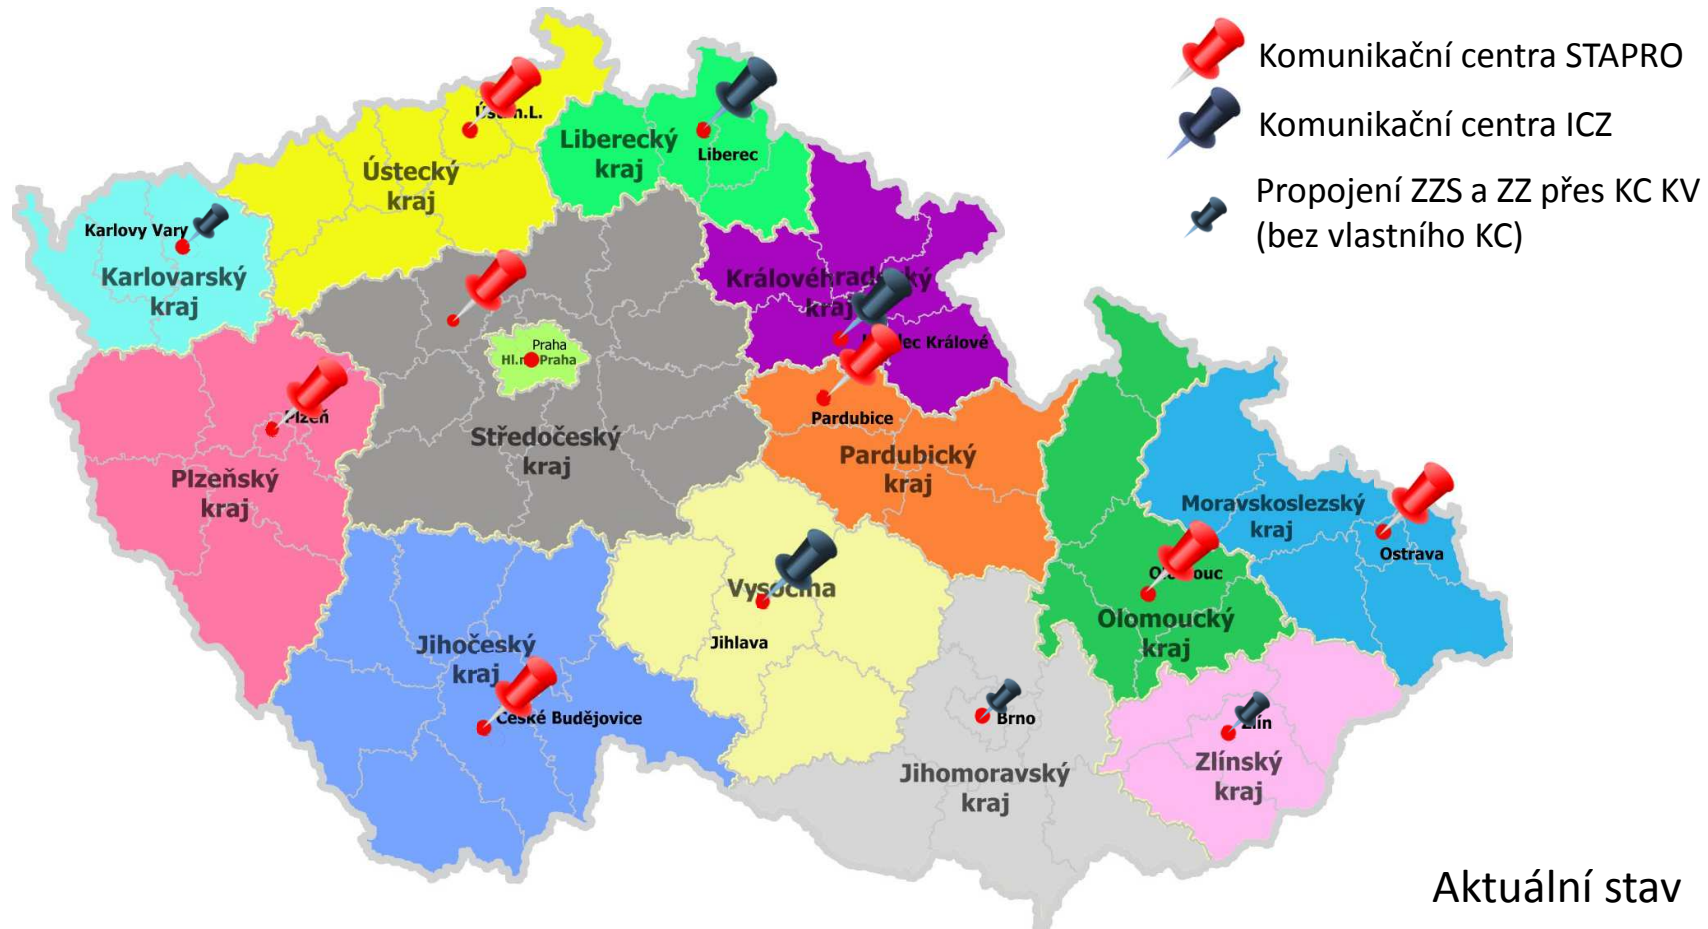 Komunikační centra STAPRO
Komunikační centra ICZ
Propojení ZZS a ZZ přes KC KV
(bez vlastního KC)
Liberecký
kraj
Liberec
Ústecký
kraj
Karlovy Vary
Karlovarský
kraj
kraj
Králové
Praha
Praha
Plzeň
Středočeský
kraj
Plzeňský
kraj
Pardubice
Pardubický
kraj
Moravskoslezský
kraj
Ostrava
Olomoucký
kraj
Vysočina
Jihlava
Jihočeský
kraj
České Budějovice
Brno
Jihomoravský
kraj
Zlín
Zlínský
kraj
Aktuální stav